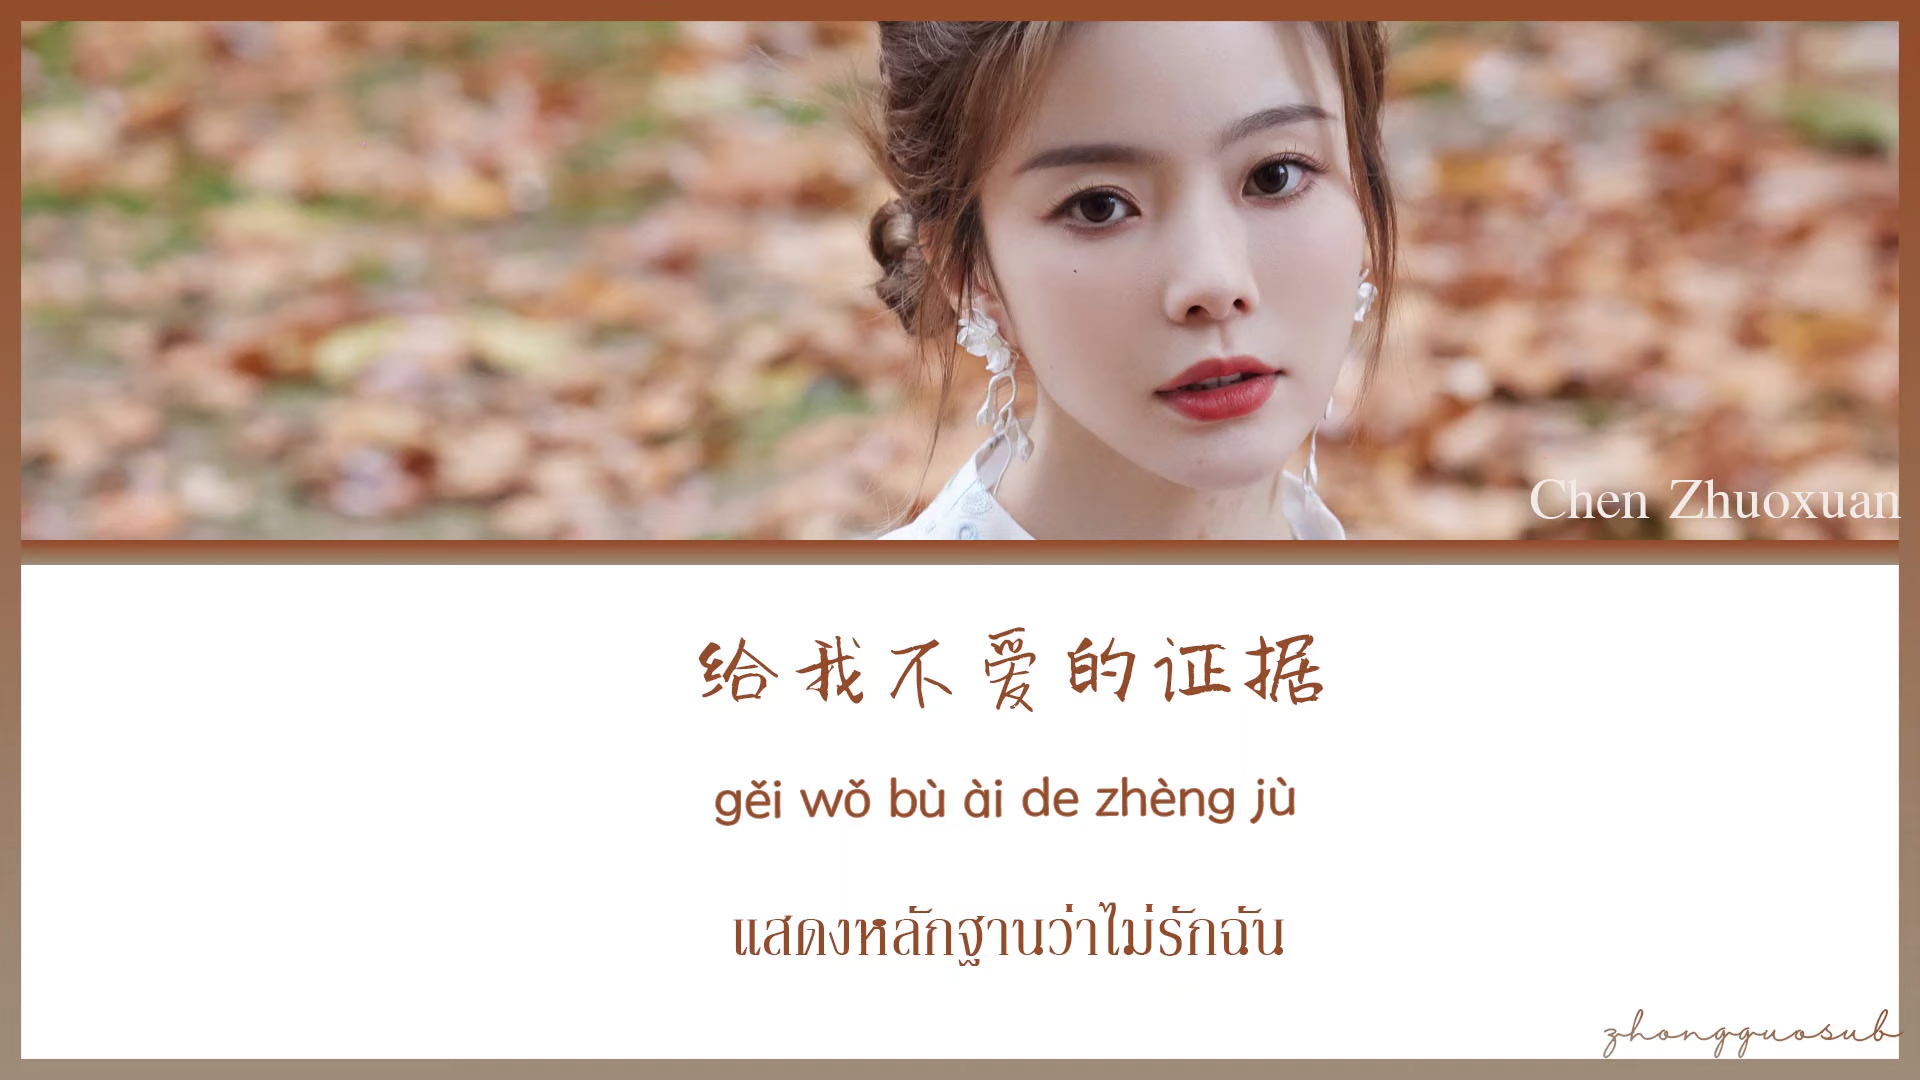 Chen Zhuoxuan
给我不爱的证据
gěi wǒ bù ài de zhèng jù
แสดงหลักฐานว่าไม่รักฉัน
zhongguosub